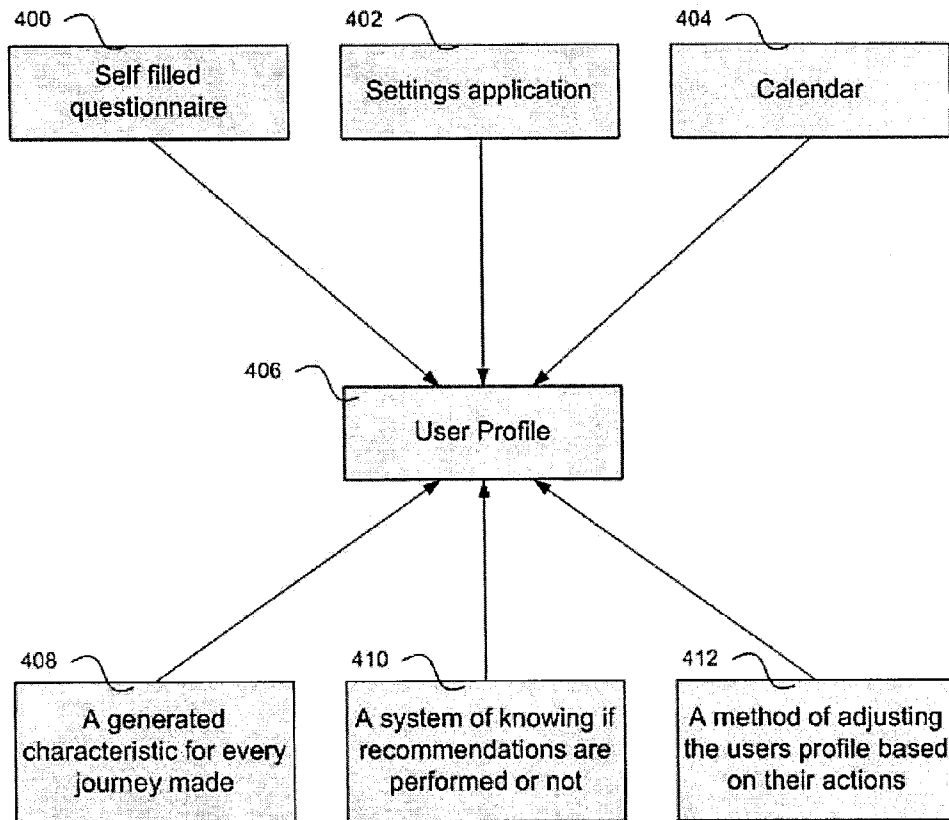 400
402
404
Self filled
questionnaire
Settings application
Calendar
406
User Profile
408
410
412
A generated
characteristic for every
journey made
A system of knowing if
recommendations are
performed or not
A method of adjusting
the users profile based
on their actions